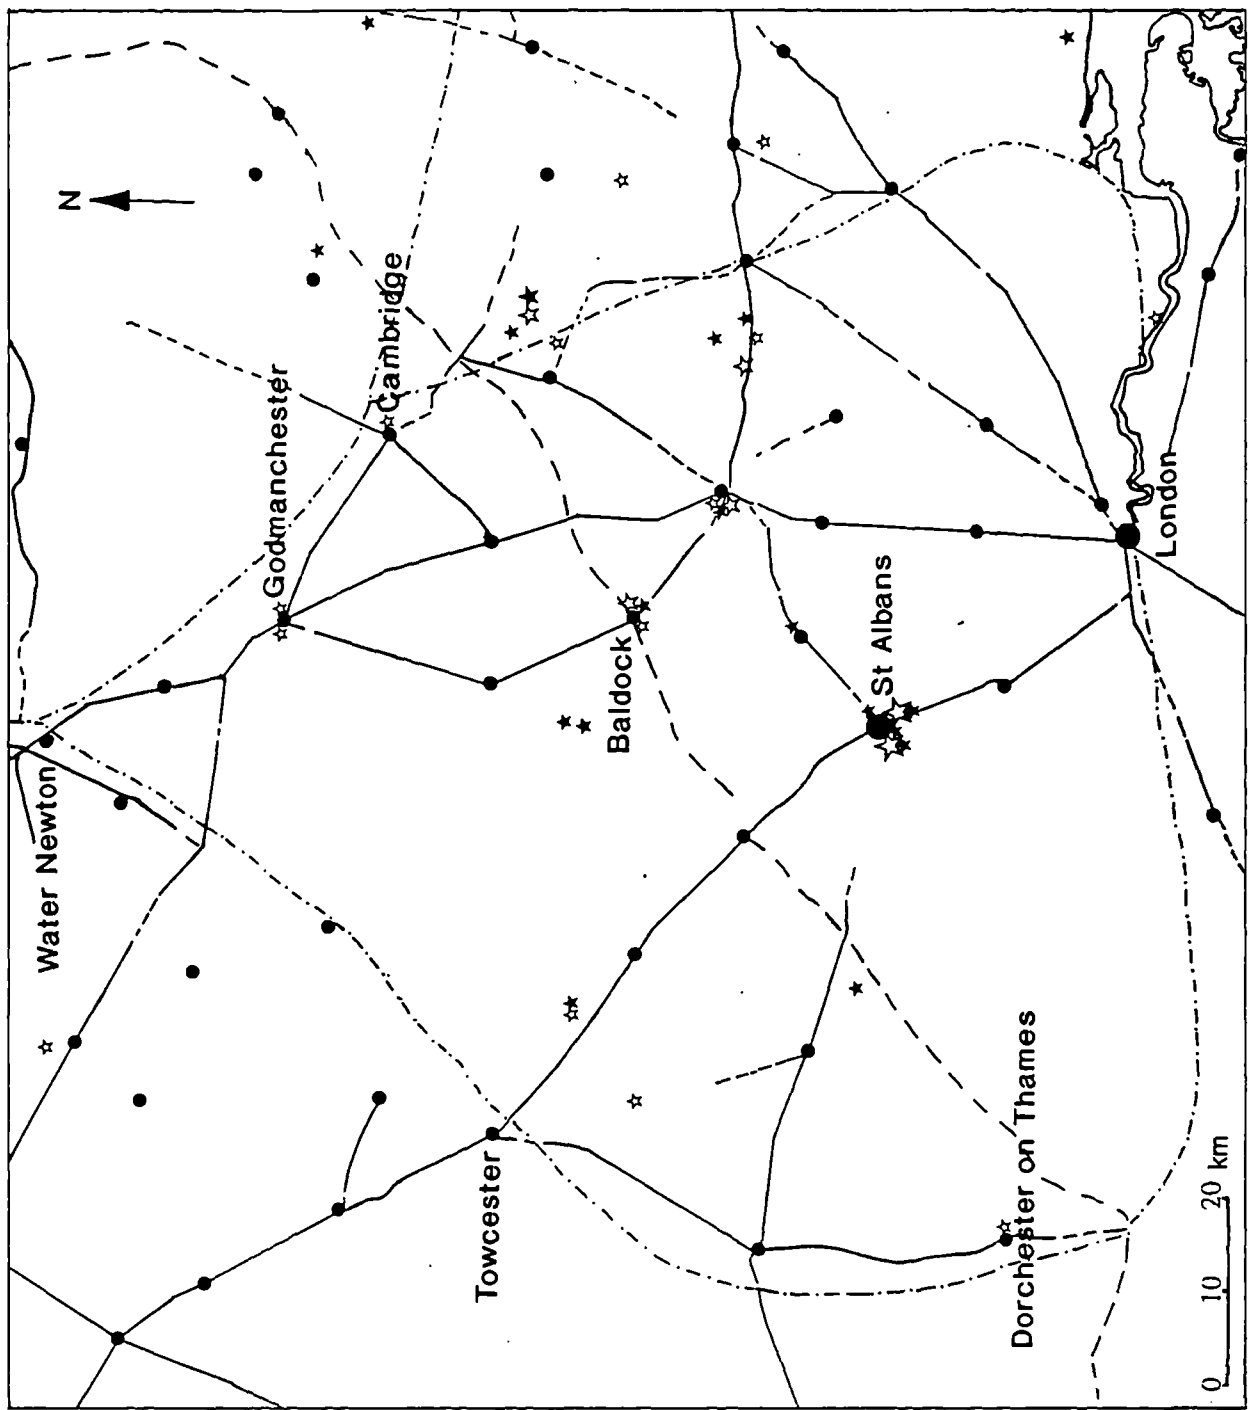 N
Cambridge
Godmanchester
Water Newton
Baldock
St Albans
London
Towcester
Dorchester on Thames
0 10 20 km